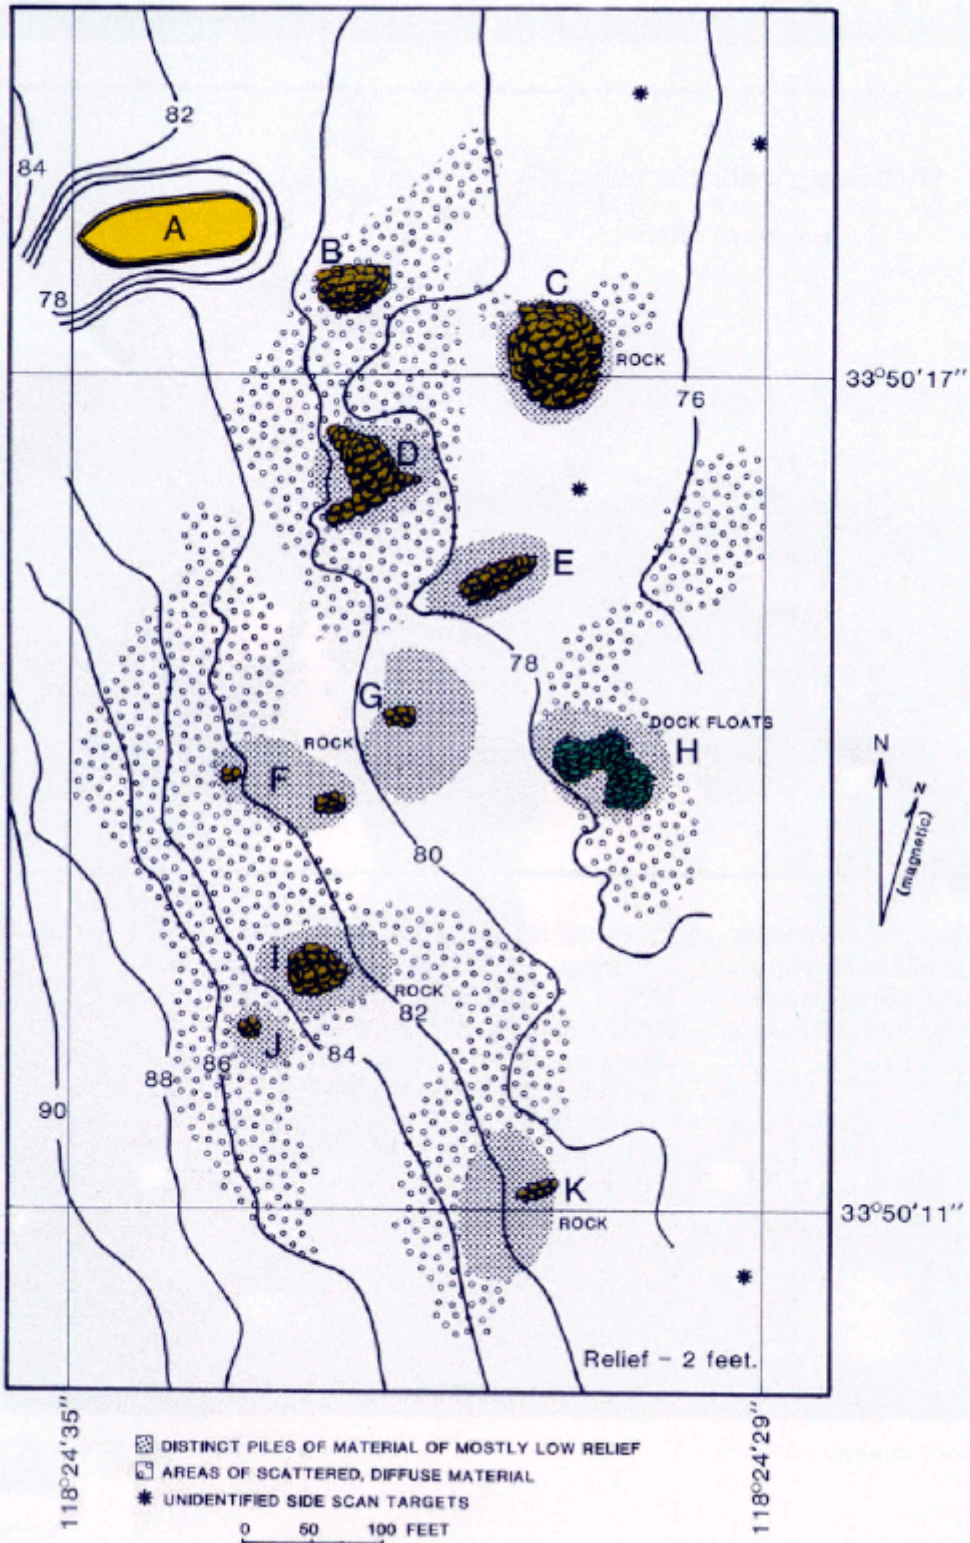 82
84
A
B
C
78
ROCK
33°50'17"
76
D
E
78
G
ROCK
DOCK FLOATS
H
F
N
N
(magnetic)
80
I
ROCK
82
J
84
86
88
90
K
ROCK
33°50'11"
Relief - 2 feet.
118°24'35"
118°24'29"
DISTINCT PILES OF MATERIAL OF MOSTLY LOW RELIEF
AREAS OF SCATTERED, DIFFUSE MATERIAL
UNIDENTIFIED SIDE SCAN TARGETS
0 50 100 FEET